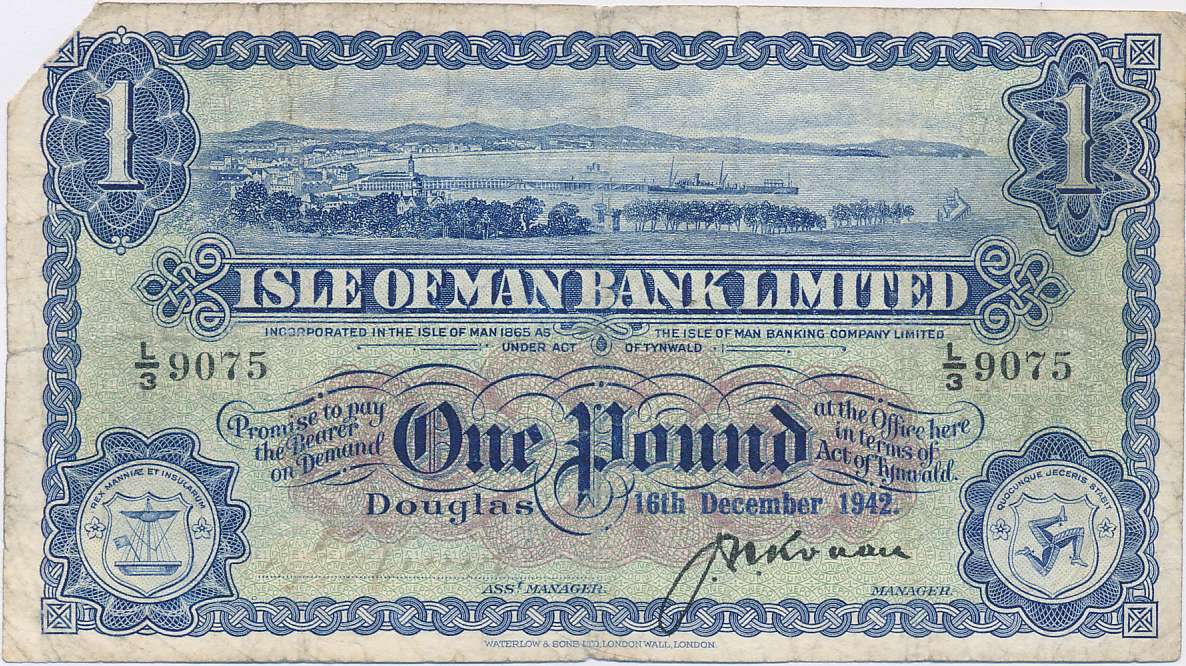 1 1
ISLE OF MAN BANK LIMITED
INCORPORATED IN THE ISLE OF MAN 1865 AS THE ISLE OF MAN BANKING COMPANY LIMITED
UNDER ACT OF TYNWALD
L/3 9075 L/3 9075
Promise to pay
the Bearer
on Demand
One Pound
at the Office here
in terms of
Act of Tynwald.
Douglas 16th December 1942.
REX MANNIÆ ET INSULARUM
QUOCUNQUE JECERIS STABIT
ASST MANAGER. MANAGER.
WATERLOW & SONS LTD, LONDON WALL, LONDON.